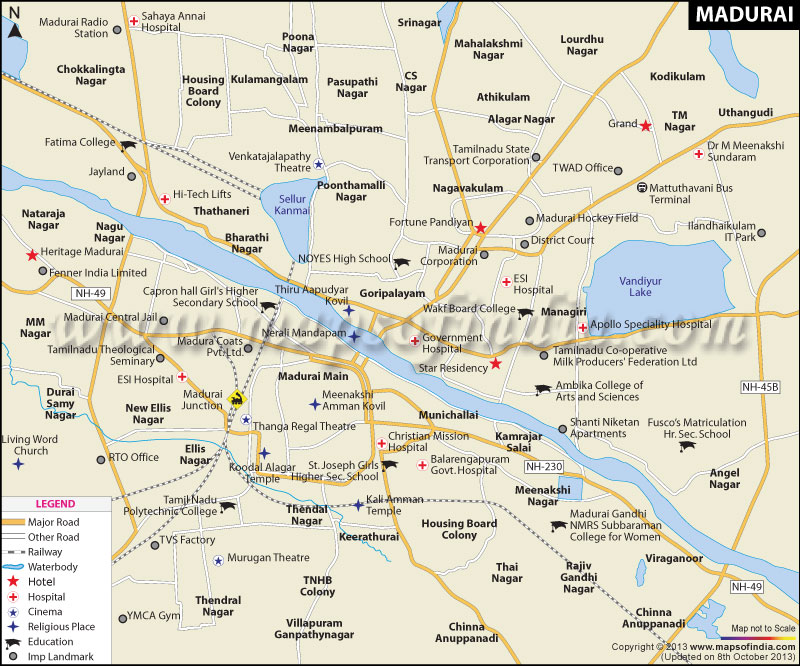 MADURAI
N
Madurai Radio
Station
Sahaya Annai
Hospital
Srinagar
Poona
Nagar
Mahalakshmi
Nagar
Lourdhu
Nagar
Chokkalingta
Nagar
Housing
Board
Colony
Kulamangalam
Pasupathi
Nagar
CS
Nagar
Kodikulam
Athikulam
Alagar Nagar
Grand
TM
Nagar
Uthangudi
Meenambalpuram
Fatima College
Venkatajalapathy
Theatre
Tamilnadu State
Transport Corporation
Dr M Meenakshi
Sundaram
Jayland
TWAD Office
Hi-Tech Lifts
Sellur
Kanmai
Poonthamalli
Nagar
Nagavakulam
Mattuthavani Bus
Terminal
Thathaneri
Nataraja
Nagar
Nagu
Nagar
Fortune Pandiyan
Madurai Hockey Field
Ilandhaikulam
IT Park
Bharathi
Nagar
District Court
Heritage Madurai
NOYES High School
Madurai
Corporation
Fenner India Limited
ESI
Hospital
Vandiyur
Lake
NH-49
Capron hall Girl's Higher
Secondary School
Thiru Aapudyar
Kovil
Goripalayam
Wakf Board College
Managiri
MM
Nagar
Madurai Central Jail
Nerali Mandapam
Apollo Speciality Hospital
www.mapsofindia.com
Madura Coats
Pvt. Ltd.
Government
Hospital
Tamilnadu Theological
Seminary
Tamilnadu Co-operative
Milk Producers' Federation Ltd
Star Residency
ESI Hospital
Madurai Main
Durai
Samy
Nagar
Madurai
Junction
Meenakshi
Amman Kovil
Ambika College of
Arts and Sciences
NH-45B
New Ellis
Nagar
Munichallai
Thanga Regal Theatre
Shanti Niketan
Apartments
Fusco's Matriculation
Hr. Sec. School
Living Word
Church
Christian Mission
Hospital
Kamrajar
Salai
Ellis
Nagar
RTO Office
Koodal Alagar
Temple
St. Joseph Girls
Higher Sec. School
Balarengapuram
Govt. Hospital
NH-230
Angel
Nagar
Meenakshi
Nagar
LEGEND
Major Road
Other Road
Railway
Waterbody
Hotel
Hospital
Cinema
Religious Place
Education
Imp Landmark
Tamil Nadu
Polytechnic College
Kali Amman
Temple
Thendal
Nagar
Madurai Gandhi
NMRS Subbaraman
College for Women
Housing Board
Colony
TVS Factory
Keerathurai
Murugan Theatre
Viraganoor
Thai
Nagar
Rajiv
Gandhi
Nagar
TNHB
Colony
NH-49
Thendral
Nagar
YMCA Gym
Villapuram
Ganpathynagar
Chinna
Anuppanadi
Chinna
Anuppanadi
Map not to Scale
Copyright © 2013 www.mapsofindia.com
(Updated on 8th October 2013)